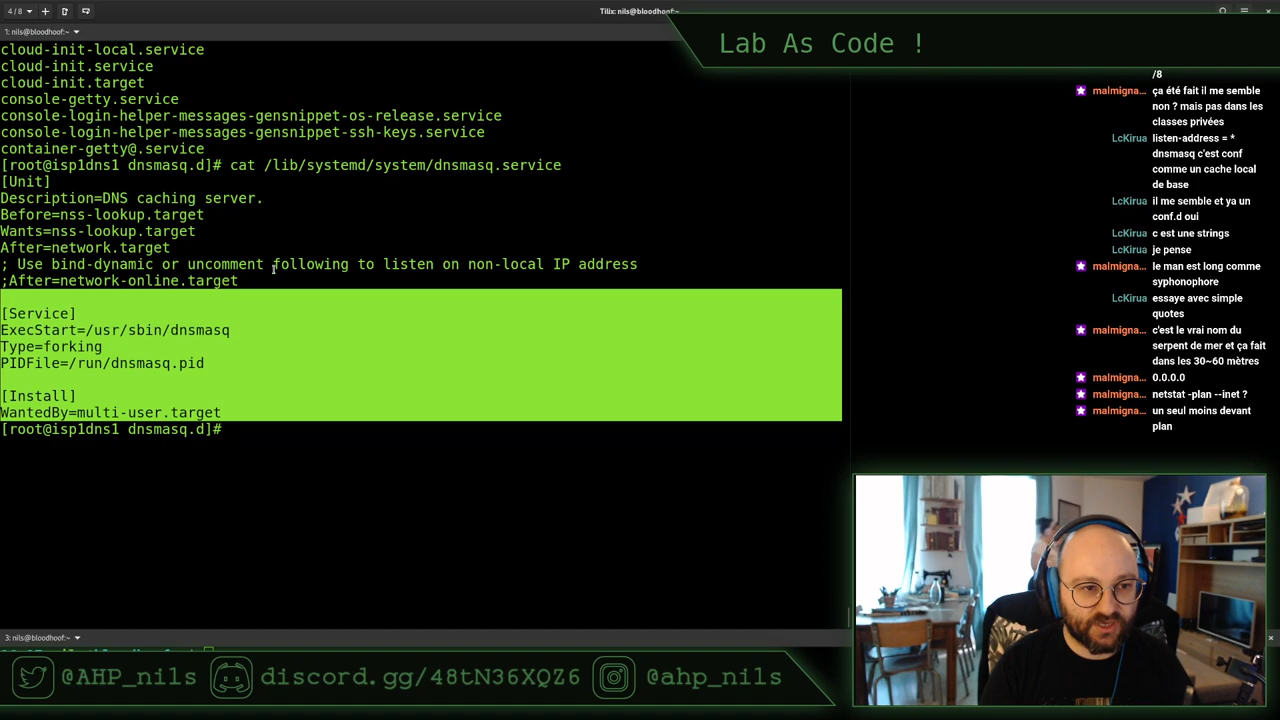 4 / 8
Tilix: nils@bloodhoof:~
1: nils@bloodhoof:~
Lab As Code !
cloud-init-local.service
cloud-init.service
cloud-init.target
console-getty.service
console-login-helper-messages-gensnippet-os-release.service
console-login-helper-messages-gensnippet-ssh-keys.service
container-getty@.service
[root@isp1dns1 dnsmasq.d]# cat /lib/systemd/system/dnsmasq.service
[Unit]
Description=DNS caching server.
Before=nss-lookup.target
Wants=nss-lookup.target
After=network.target
; Use bind-dynamic or uncomment following to listen on non-local IP address
;After=network-online.target
[Service]
ExecStart=/usr/sbin/dnsmasq
Type=forking
PIDFile=/run/dnsmasq.pid
[Install]
WantedBy=multi-user.target
[root@isp1dns1 dnsmasq.d]#
/8
malmigna... ça été fait il me semble
non ? mais pas dans les
classes privées
LcKirua listen-address = *
dnsmasq c'est conf
comme un cache local
de base
LcKirua il me semble et ya un
conf.d oui
LcKirua c est une strings
LcKirua je pense
malmigna... le man est long comme
syphonophore
LcKirua essaye avec simple
quotes
malmigna... c'est le vrai nom du
serpent de mer et ça fait
dans les 30~60 mètres
malmigna... 0.0.0.0
malmigna... netstat -plan --inet ?
malmigna... un seul moins devant
plan
3: nils@bloodhoof:~
@AHP_nils
discord.gg/48tN36XQZ6
@ahp_nils